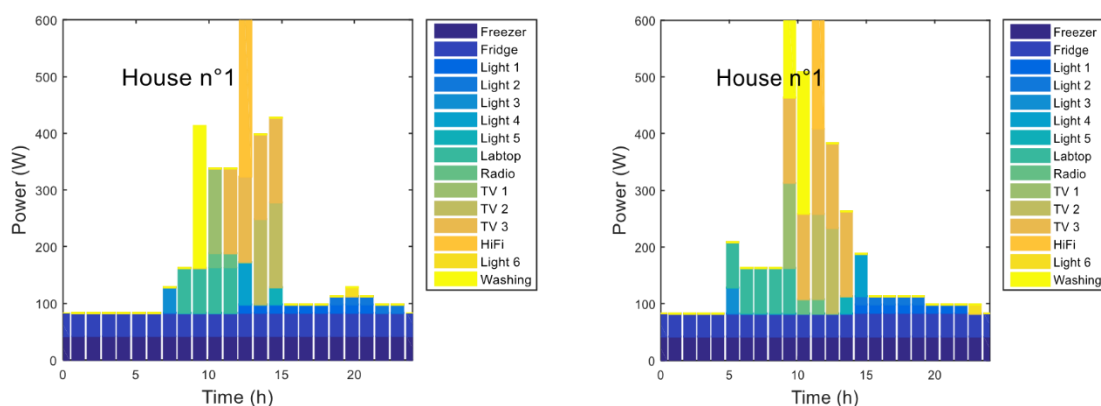 600
500
400
300
200
100
0
Power (W)
House n°1
0 5 10 15 20
Time (h)
Freezer
Fridge
Light 1
Light 2
Light 3
Light 4
Light 5
Labtop
Radio
TV 1
TV 2
TV 3
HiFi
Light 6
Washing
600
500
400
300
200
100
0
Power (W)
House n°1
0 5 10 15 20
Time (h)
Freezer
Fridge
Light 1
Light 2
Light 3
Light 4
Light 5
Labtop
Radio
TV 1
TV 2
TV 3
HiFi
Light 6
Washing